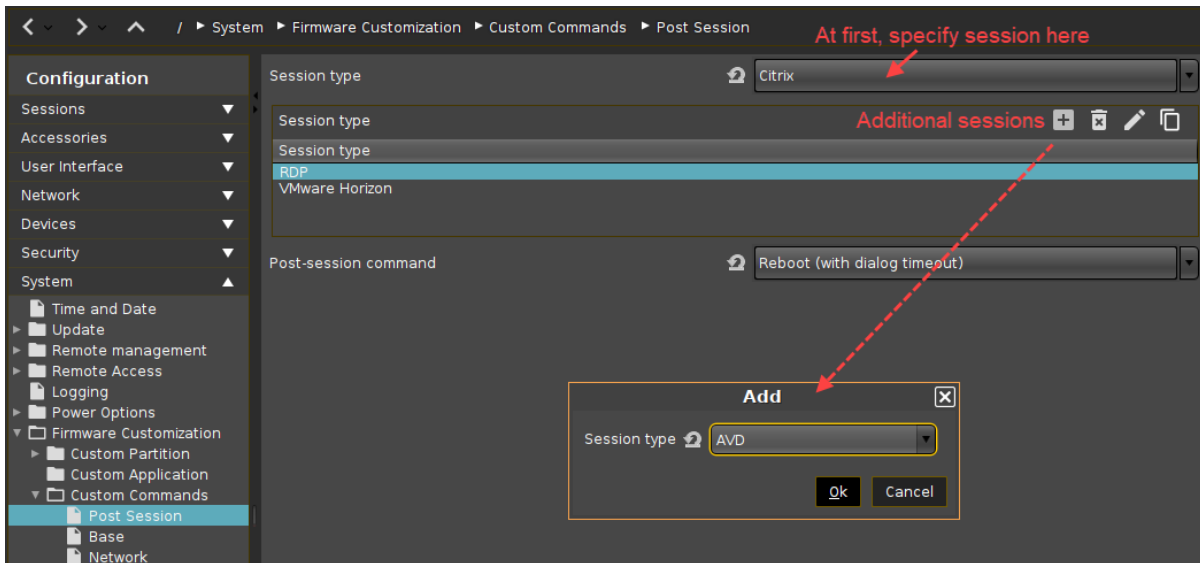 / System Firmware Customization Custom Commands Post Session
At first, specify session here
Configuration
Session type Citrix
Sessions
Session type Additional sessions
Accessories
Session type
User Interface
RDP
Network
VMware Horizon
Devices
Security
Post-session command Reboot (with dialog timeout)
System
Time and Date
Update
Remote management
Remote Access
Logging
Power Options
Firmware Customization
Custom Partition
Custom Application
Custom Commands
Post Session
Base
Network
Add
Session type AVD
Ok Cancel